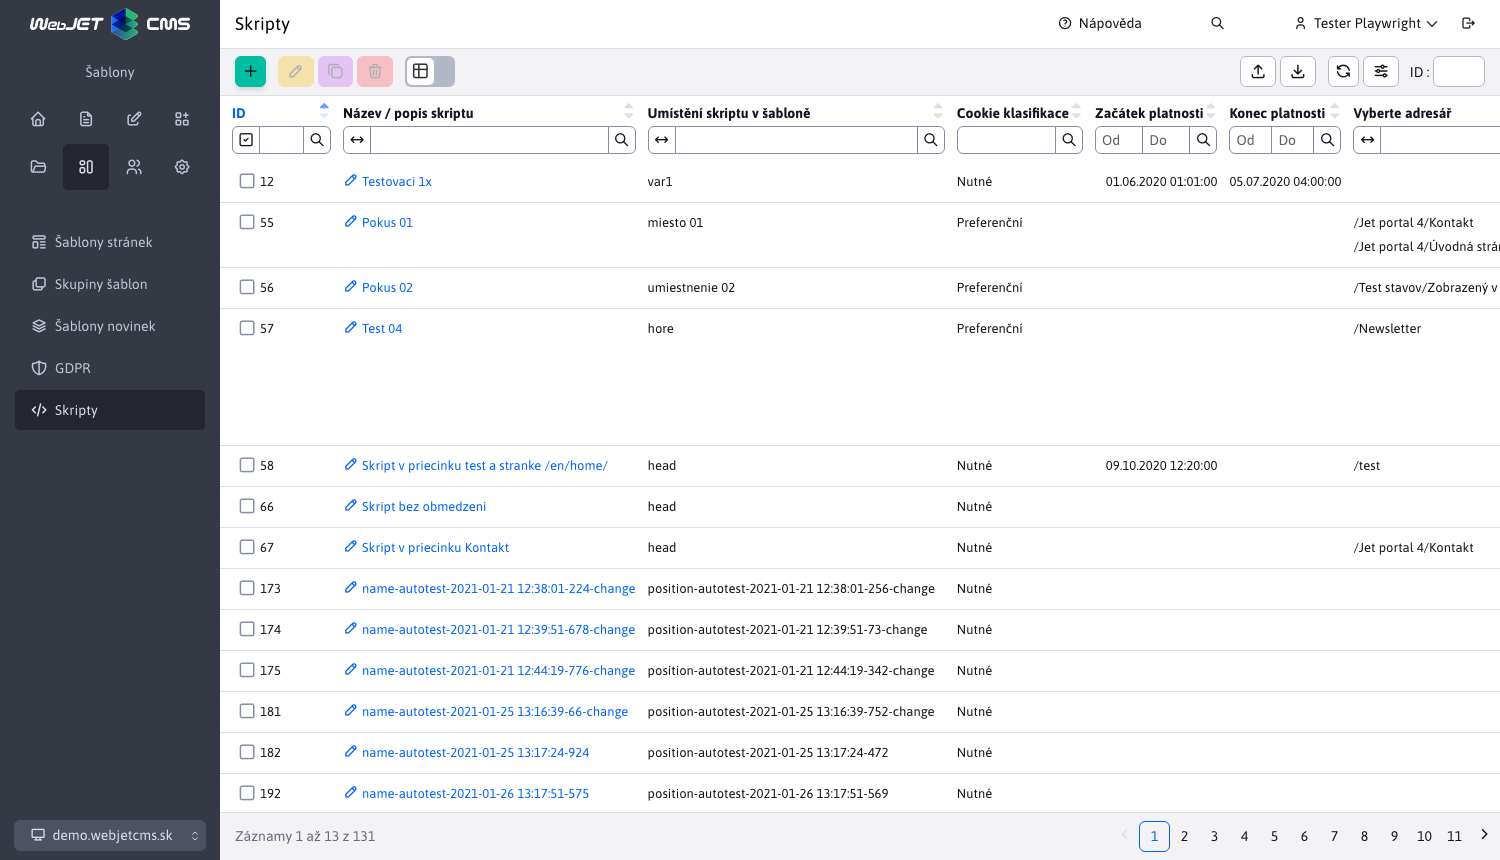 WebJET CMS
Skripty
Nápověda
Tester Playwright
Šablony
ID :
Šablony stránek
Skupiny šablon
Šablony novinek
GDPR
Skripty
demo.webjetcms.sk
ID Název / popis skriptu Umístění skriptu v šabloně Cookie klasifikace Začátek platnosti Konec platnosti Vyberte adresář
Od Do Od Do
12 Testovaci 1x var1 Nutné 01.06.2020 01:01:00 05.07.2020 04:00:00
55 Pokus 01 miesto 01 Preferenční /Jet portal 4/Kontakt
/Jet portal 4/Úvodná strá
56 Pokus 02 umiestnenie 02 Preferenční /Test stavov/Zobrazený v
57 Test 04 hore Preferenční /Newsletter
58 Skript v priecinku test a stranke /en/home/ head Nutné 09.10.2020 12:20:00 /test
66 Skript bez obmedzeni head Nutné
67 Skript v priecinku Kontakt head Nutné /Jet portal 4/Kontakt
173 name-autotest-2021-01-21 12:38:01-224-change position-autotest-2021-01-21 12:38:01-256-change Nutné
174 name-autotest-2021-01-21 12:39:51-678-change position-autotest-2021-01-21 12:39:51-73-change Nutné
175 name-autotest-2021-01-21 12:44:19-776-change position-autotest-2021-01-21 12:44:19-342-change Nutné
181 name-autotest-2021-01-25 13:16:39-66-change position-autotest-2021-01-25 13:16:39-752-change Nutné
182 name-autotest-2021-01-25 13:17:24-924 position-autotest-2021-01-25 13:17:24-472 Nutné
192 name-autotest-2021-01-26 13:17:51-575 position-autotest-2021-01-26 13:17:51-569 Nutné
Záznamy 1 až 13 z 131
1 2 3 4 5 6 7 8 9 10 11